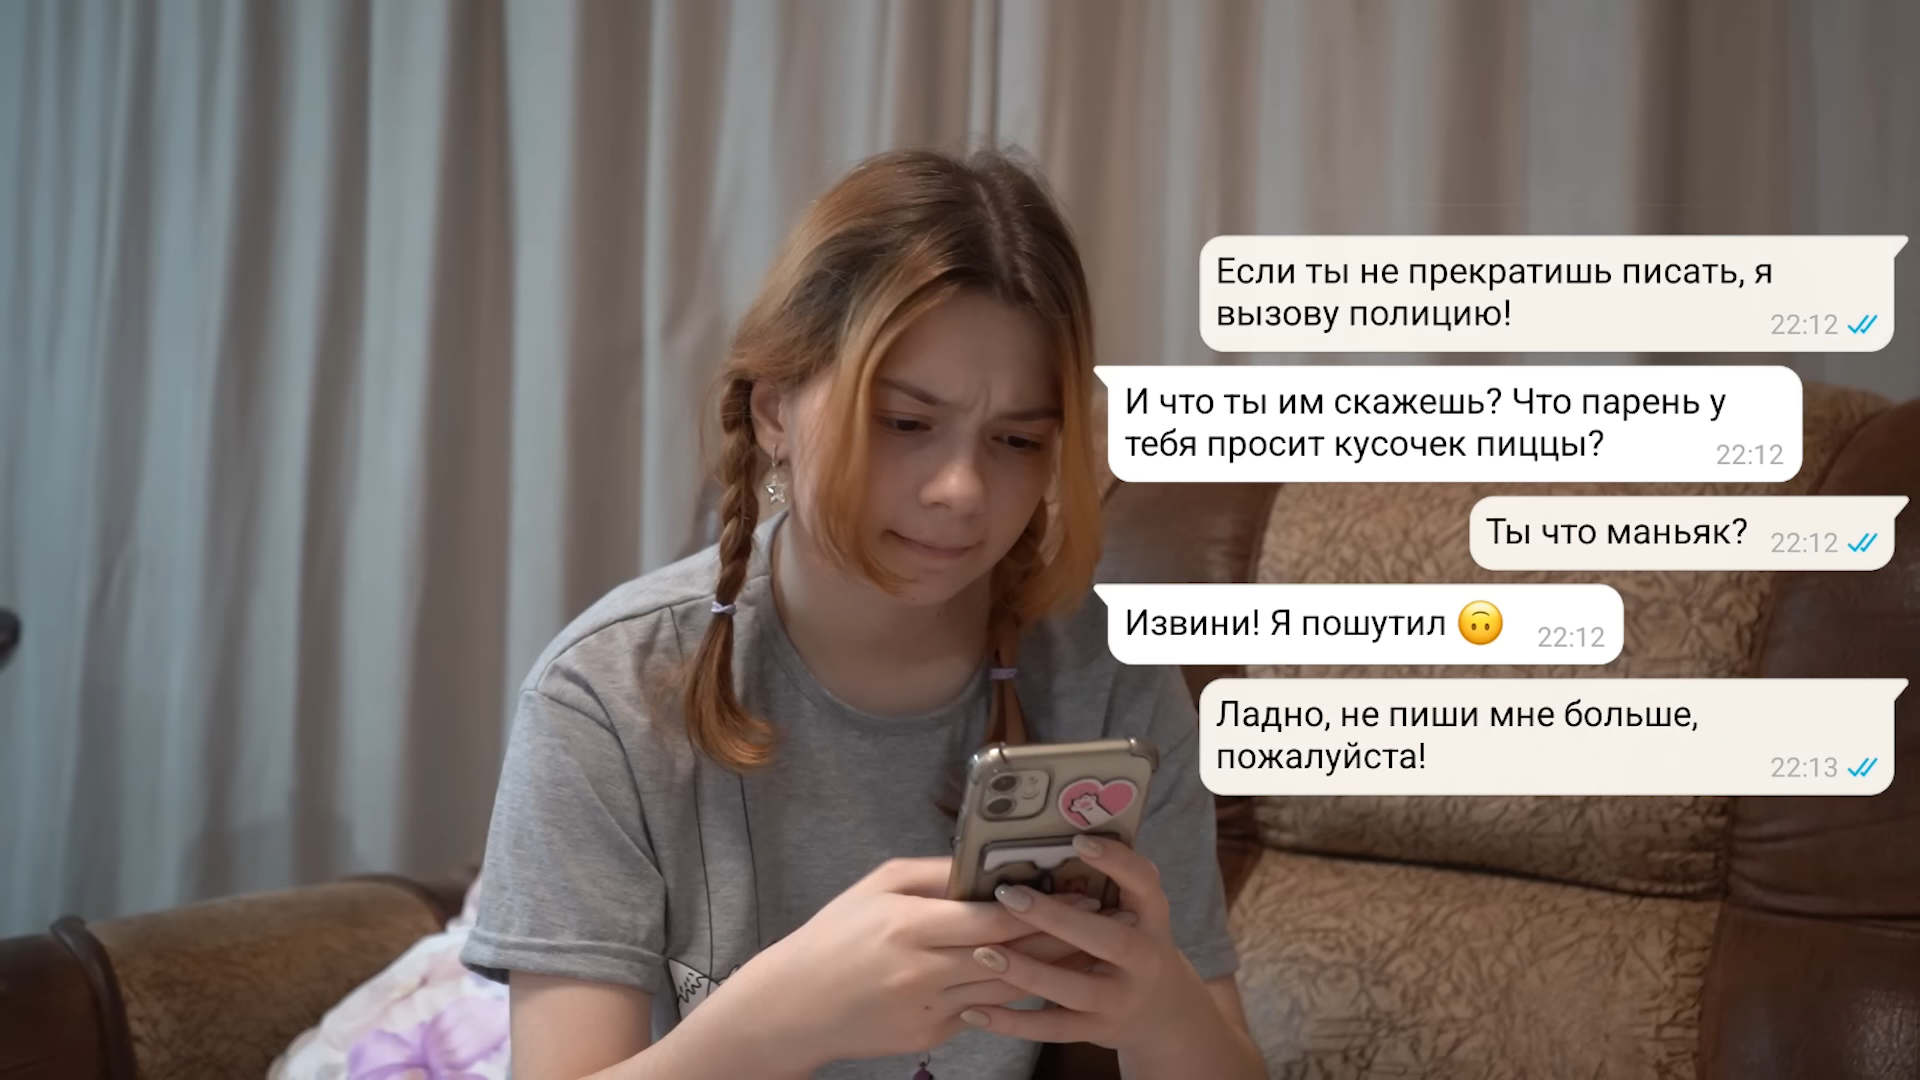 Если ты не прекратишь писать, я
вызову полицию!
22:12
И что ты им скажешь? Что парень у
тебя просит кусочек пиццы?
22:12
Ты что маньяк? 22:12
Извини! Я пошутил 🙃 22:12
Ладно, не пиши мне больше,
пожалуйста!
22:13